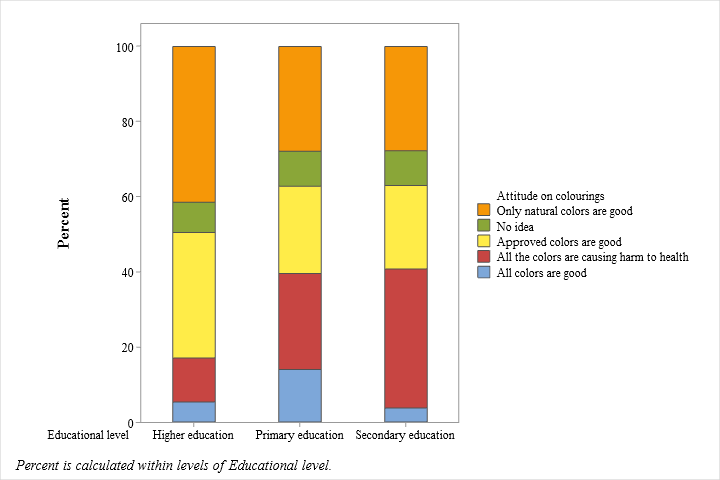 100
80
60
40
20
0
Percent
Educational level Higher education Primary education Secondary education
Attitude on colourings
Only natural colors are good
No idea
Approved colors are good
All the colors are causing harm to health
All colors are good
Percent is calculated within levels of Educational level.